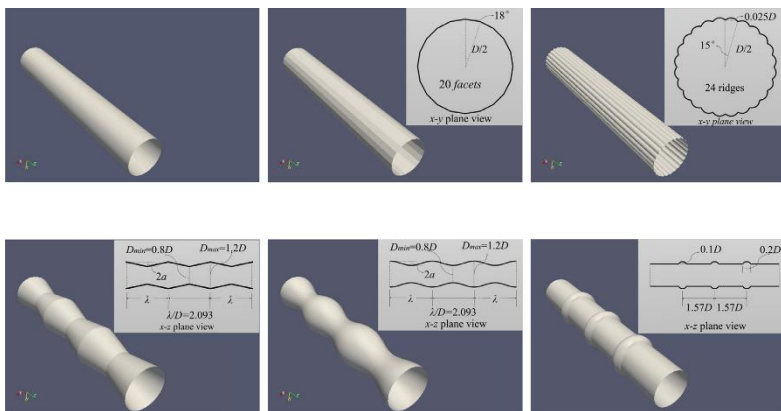 18°
D/2
20 facets
x-y plane view
0.025D
15°
D/2
24 ridges
x-y plane view
Dmin=0.8D
Dmax=1.2D
2a
λ
λ
λ/D=2.093
x-z plane view
Dmin=0.8D
Dmax=1.2D
2a
λ
λ
λ/D=2.093
x-z plane view
0.1D
0.2D
1.57D
1.57D
x-z plane view